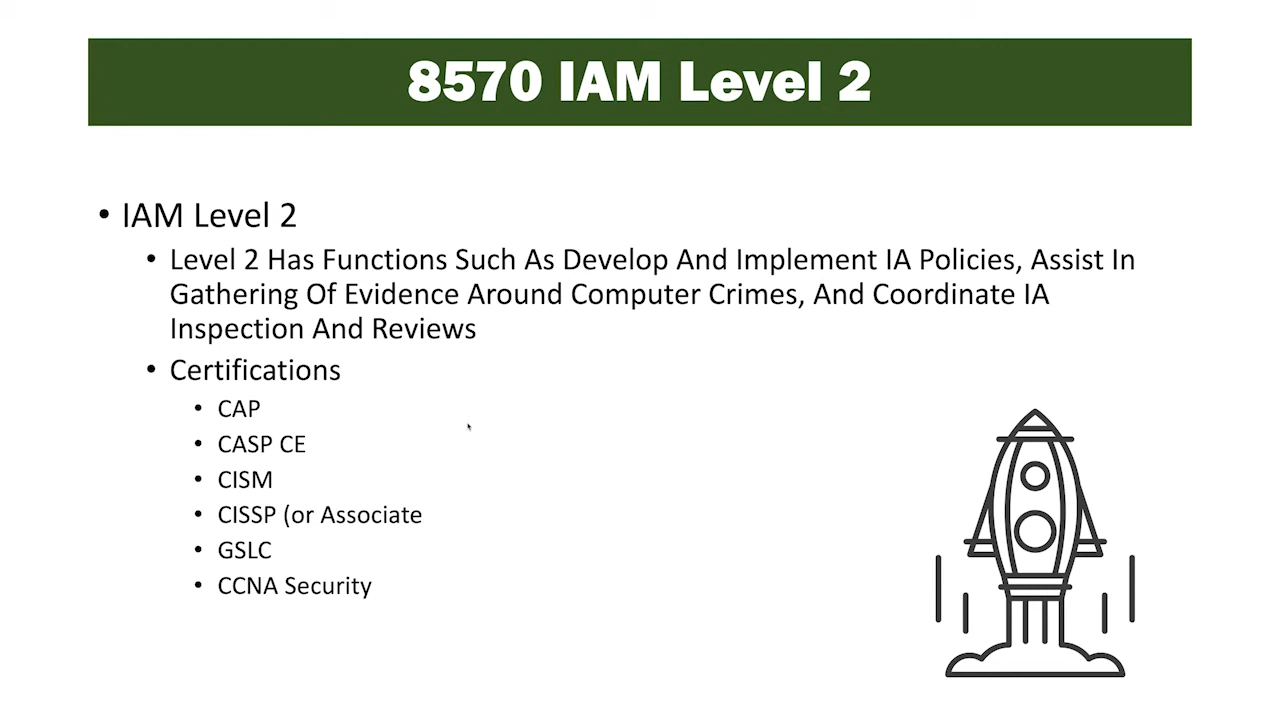 8570 IAM Level 2
• IAM Level 2
• Level 2 Has Functions Such As Develop And Implement IA Policies, Assist In
Gathering Of Evidence Around Computer Crimes, And Coordinate IA
Inspection And Reviews
• Certifications
• CAP
• CASP CE
• CISM
• CISSP (or Associate
• GSLC
• CCNA Security